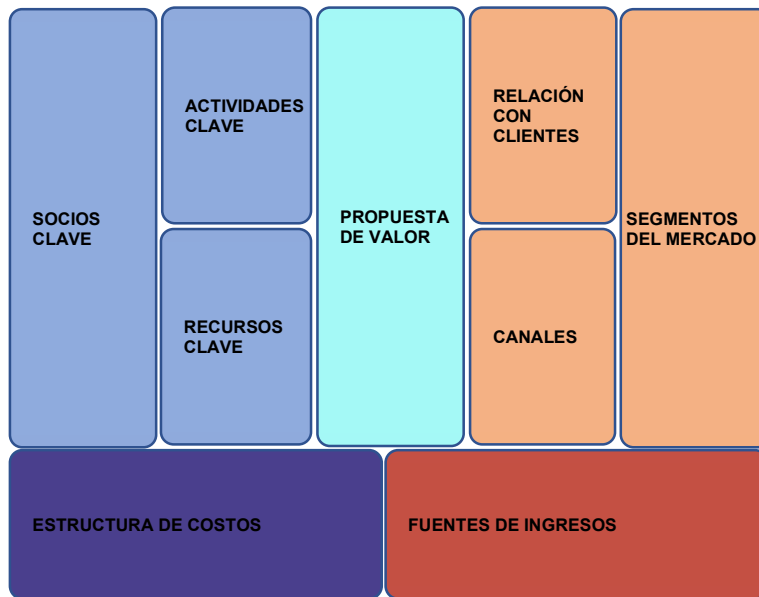 ACTIVIDADES
CLAVE
RELACIÓN
CON
CLIENTES
SOCIOS
CLAVE
PROPUESTA
DE VALOR
SEGMENTOS
DEL MERCADO
RECURSOS
CLAVE
CANALES
ESTRUCTURA DE COSTOS
FUENTES DE INGRESOS